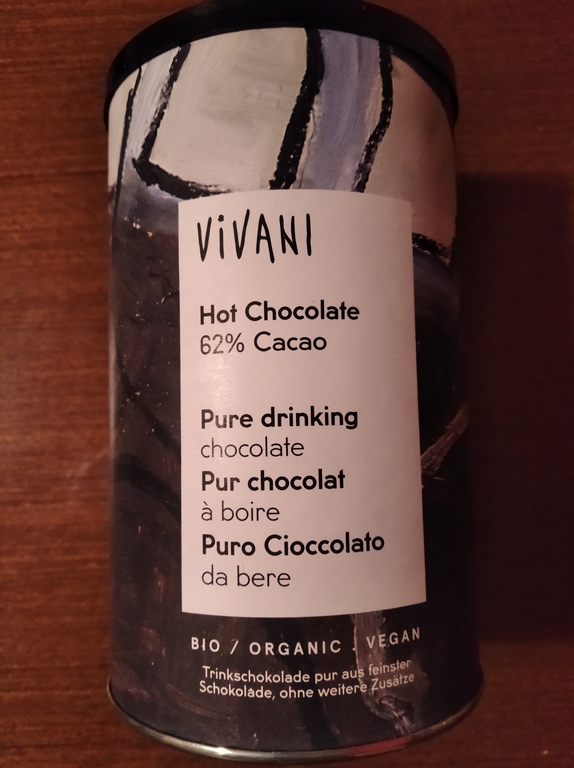 ViVANI
Hot Chocolate
62% Cacao
Pure drinking
chocolate
Pur chocolat
à boire
Puro Cioccolato
da bere
BIO / ORGANIC . VEGAN
Trinkschokolade pur aus feinster
Schokolade, ohne weitere Zusätze